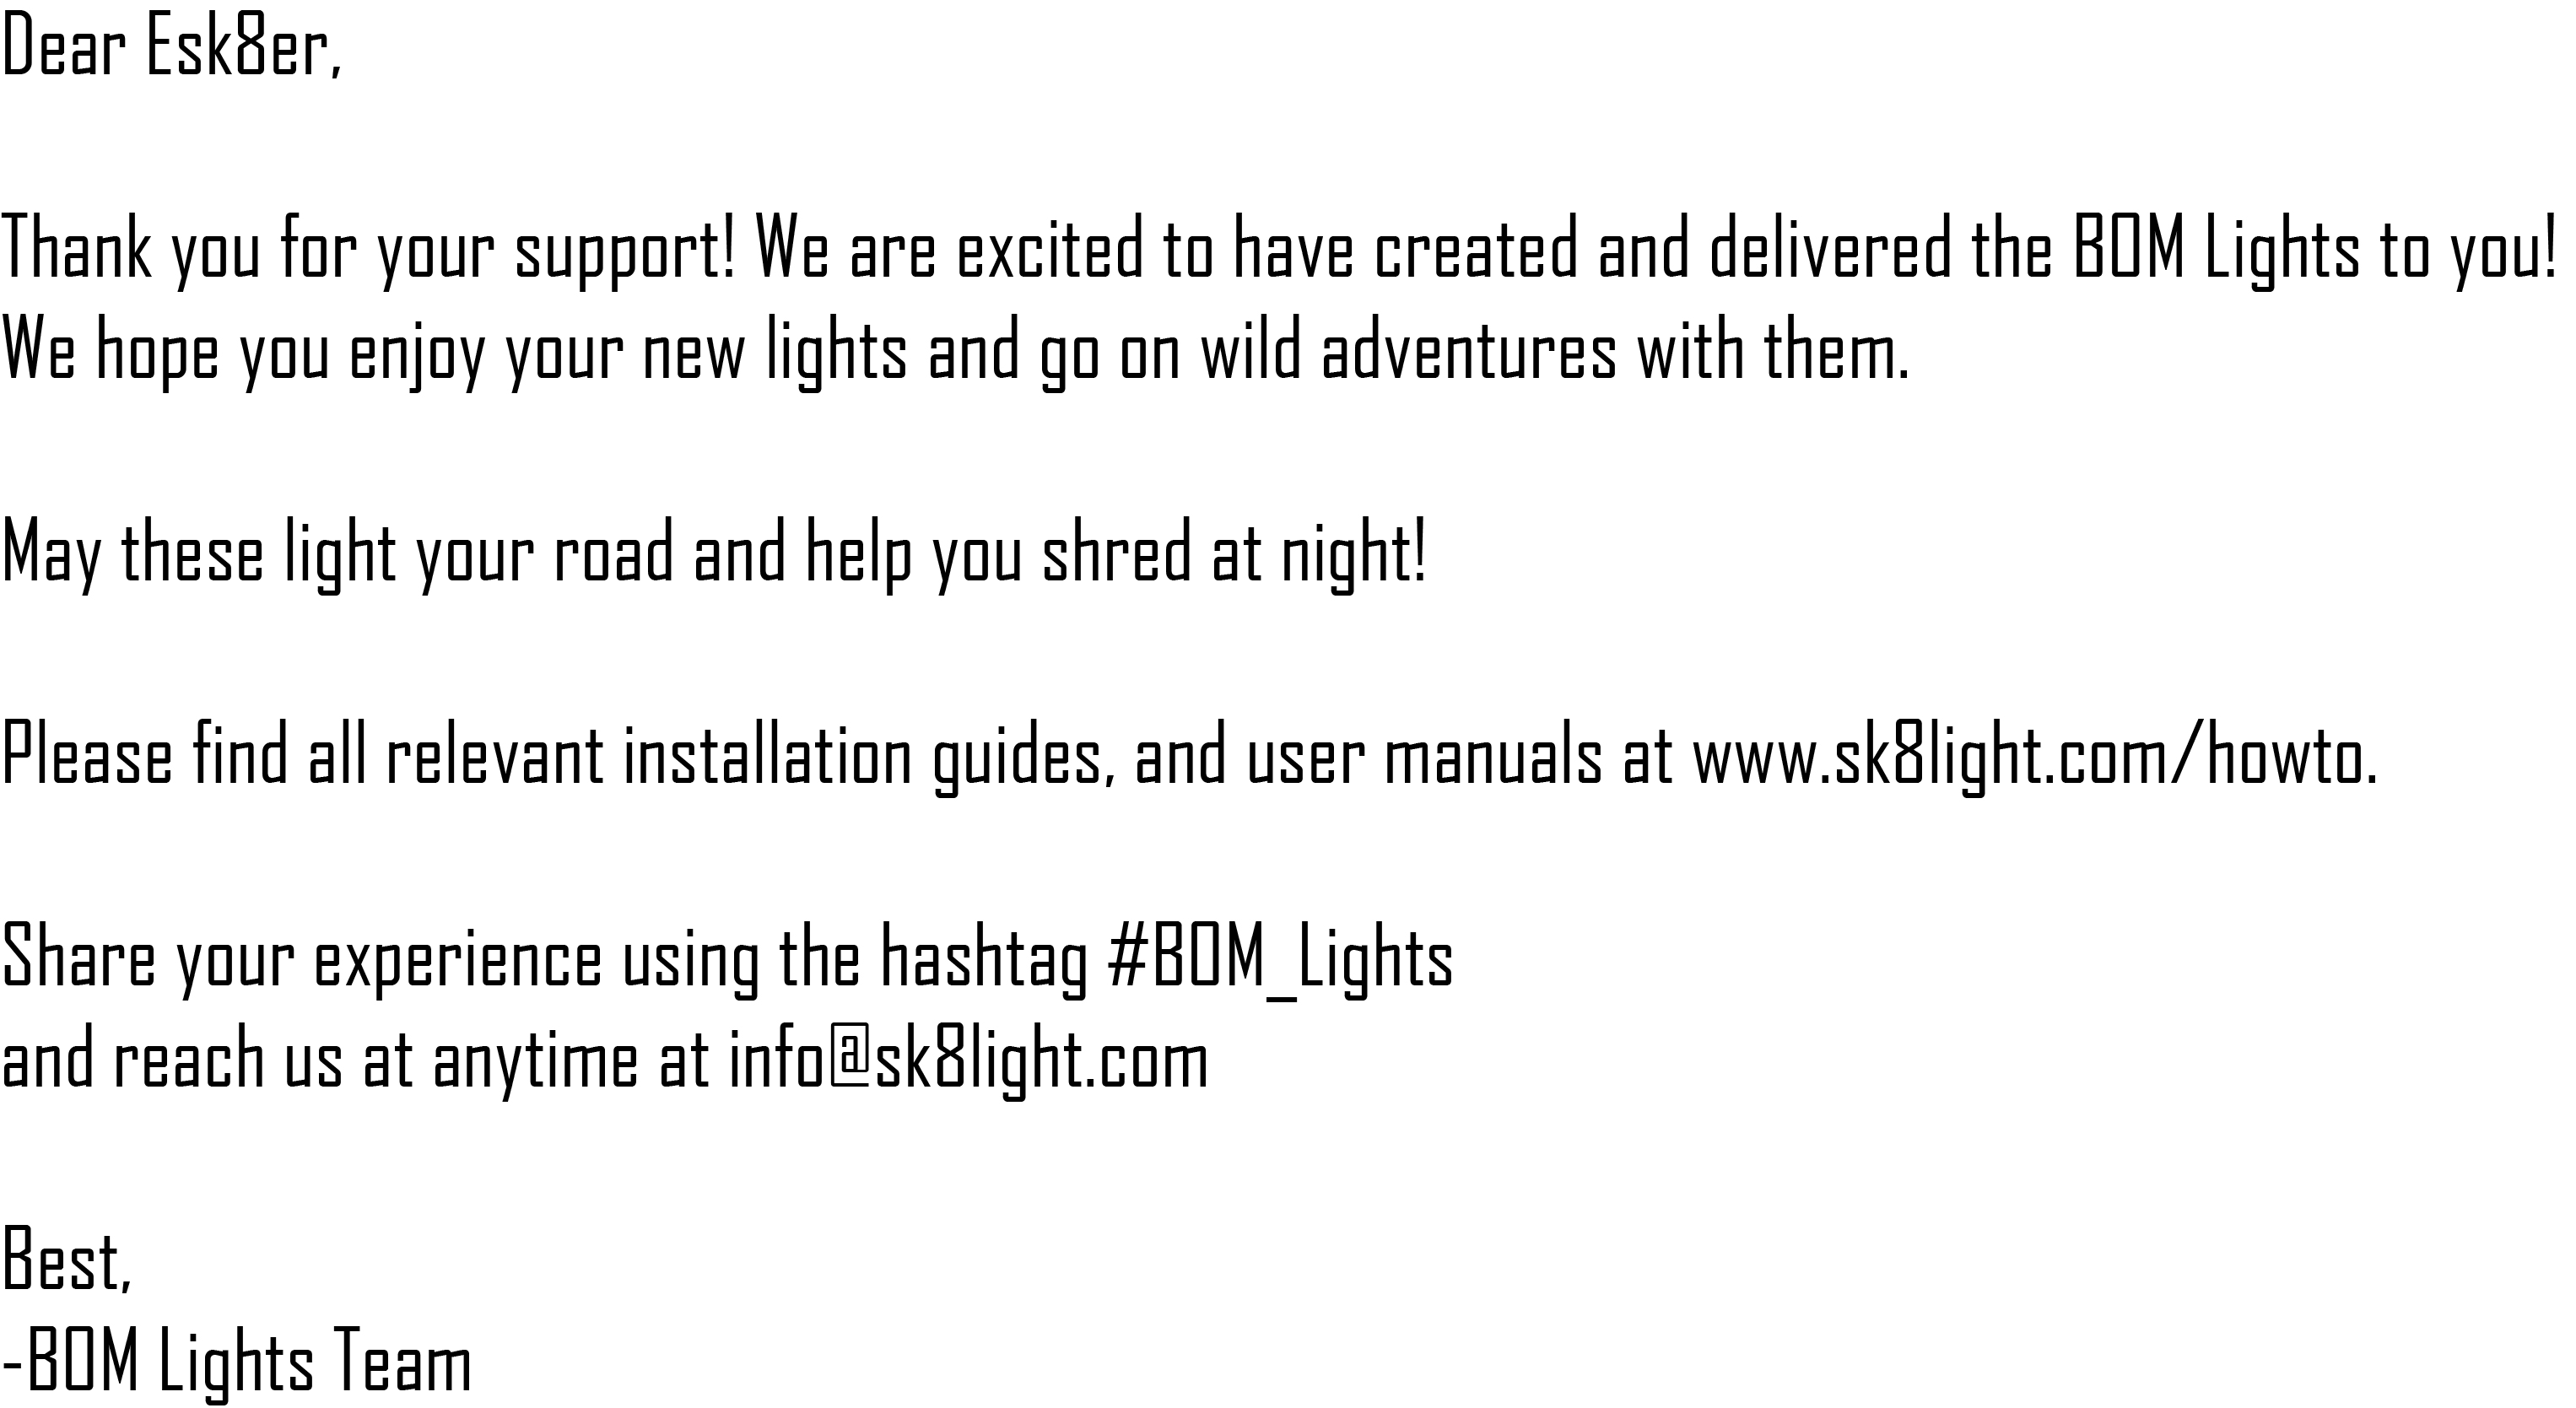 Dear Esk8er,
Thank you for your support! We are excited to have created and delivered the BOM Lights to you!
We hope you enjoy your new lights and go on wild adventures with them.
May these light your road and help you shred at night!
Please find all relevant installation guides, and user manuals at www.sk8light.com/howto.
Share your experience using the hashtag #BOM_Lights
and reach us at anytime at info@sk8light.com
Best,
-BOM Lights Team